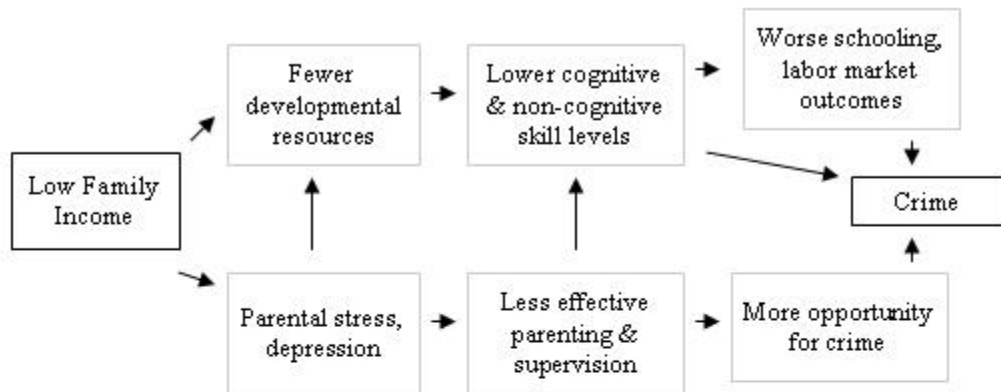 Fewer
developmental
resources
Lower cognitive
& non-cognitive
skill levels
Worse schooling,
labor market
outcomes
Low Family
Income
Crime
Parental stress,
depression
Less effective
parenting &
supervision
More opportunity
for crime